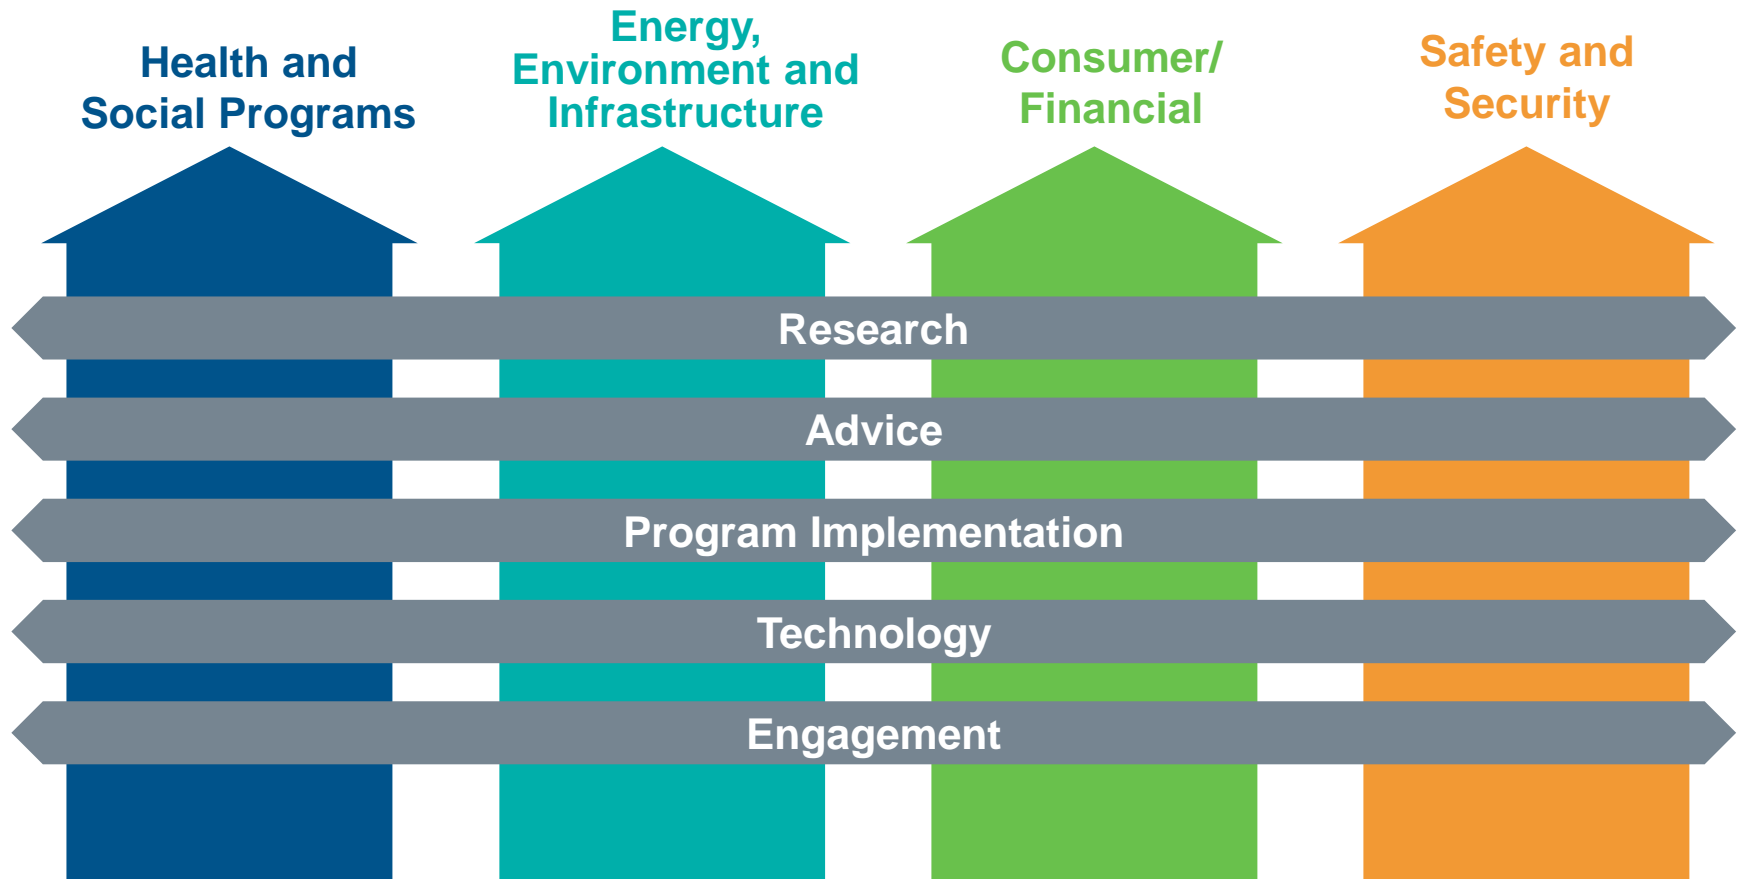 Health and
Social Programs
Energy,
Environment and
Infrastructure
Consumer/
Financial
Safety and
Security
Research
Advice
Program Implementation
Technology
Engagement